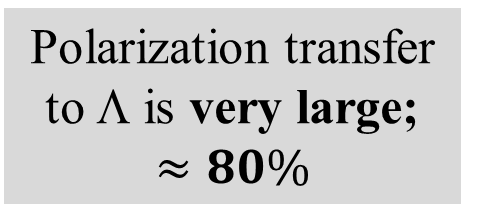 Polarization transfer
to Λ is very large;
≈ 80%